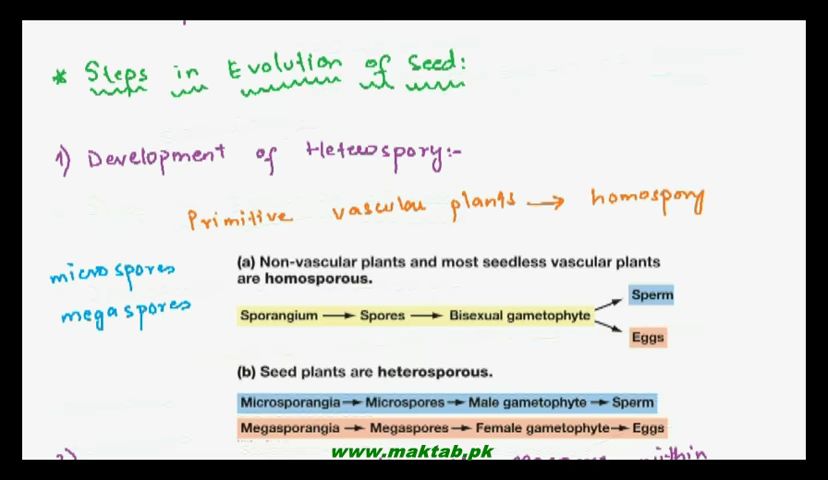 * Steps in Evolution of Seed:
1) Development of Heterospory:-
Primitive vascular plants → homospory
microspores
megaspores
(a) Non-vascular plants and most seedless vascular plants
are homosporous.
Sporangium → Spores → Bisexual gametophyte
Sperm
Eggs
(b) Seed plants are heterosporous.
Microsporangia → Microspores → Male gametophyte → Sperm
Megasporangia → Megaspores → Female gametophyte → Eggs
www.maktab.pk
within